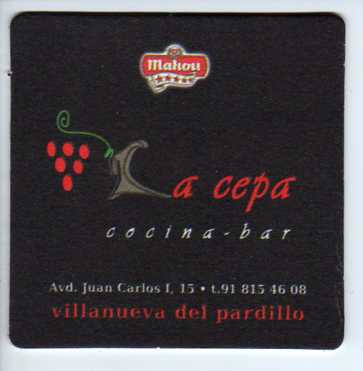 Mahou
La cepa
cocina-bar
Avd. Juan Carlos I, 15 • t.91 815 46 08
villanueva del pardillo